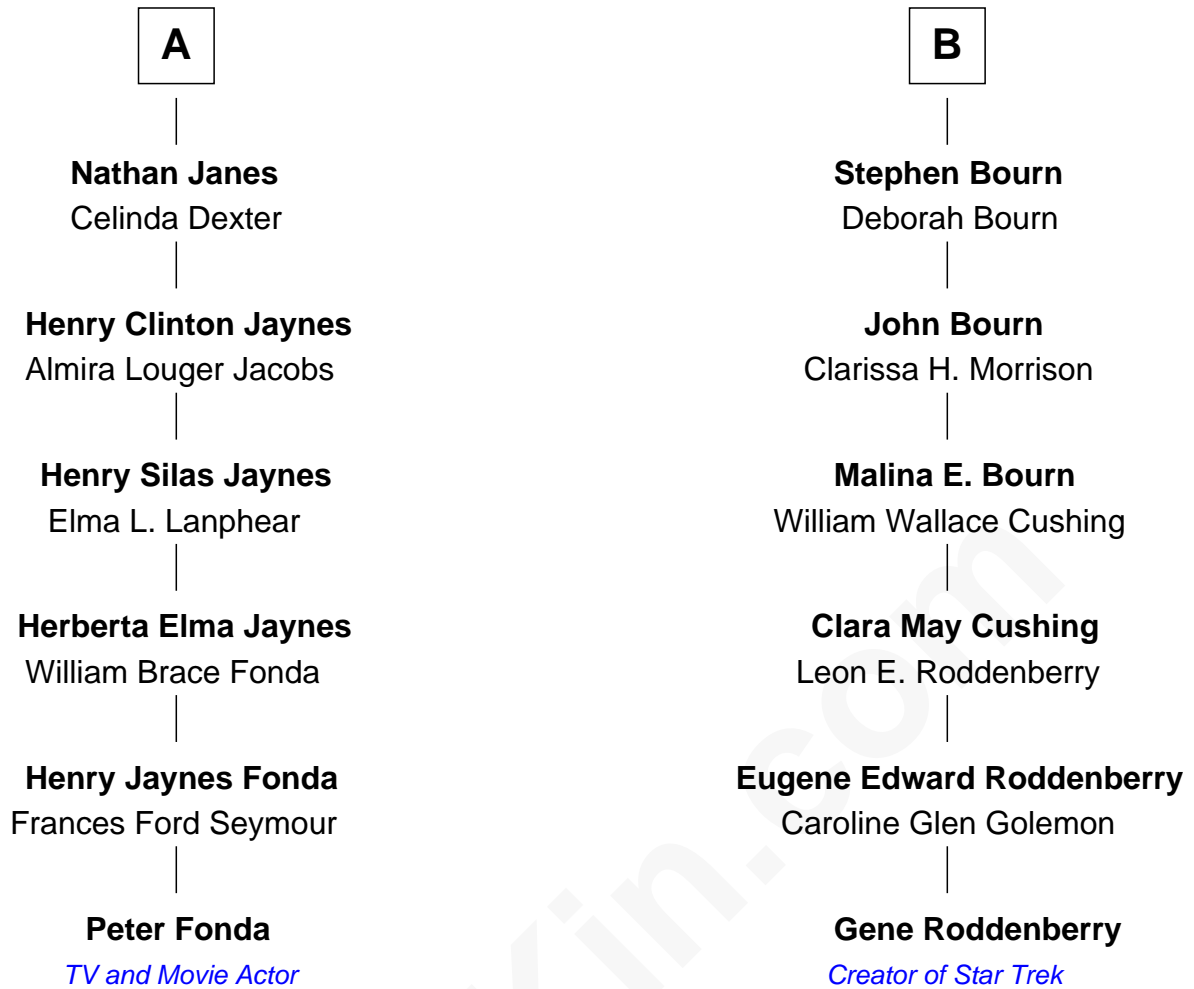 A
Nathan Janes
Celinda Dexter
Henry Clinton Jaynes
Almira Louger Jacobs
Henry Silas Jaynes
Elma L. Lanphear
Herberta Elma Jaynes
William Brace Fonda
Henry Jaynes Fonda
Frances Ford Seymour
Peter Fonda
TV and Movie Actor
B
Stephen Bourn
Deborah Bourn
John Bourn
Clarissa H. Morrison
Malina E. Bourn
William Wallace Cushing
Clara May Cushing
Leon E. Roddenberry
Eugene Edward Roddenberry
Caroline Glen Golemon
Gene Roddenberry
Creator of Star Trek